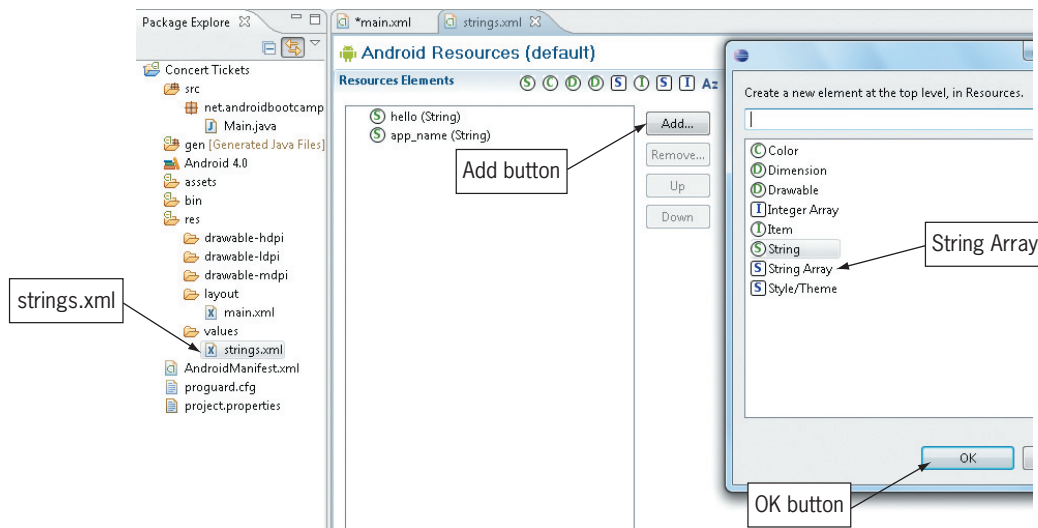 Package Explore
Concert Tickets
src
net.androidbootcamp
Main.java
gen [Generated Java Files]
Android 4.0
assets
bin
res
drawable-hdpi
drawable-ldpi
drawable-mdpi
layout
main.xml
values
strings.xml
AndroidManifest.xml
proguard.cfg
project.properties
strings.xml
*main.xml
strings.xml
Android Resources (default)
Resources Elements
S C D D S I S I Az
S hello (String)
S app_name (String)
Add...
Remove...
Up
Down
Add button
Create a new element at the top level, in Resources.
C Color
D Dimension
D Drawable
I Integer Array
I Item
S String
S String Array
S Style/Theme
String Array
OK
OK button